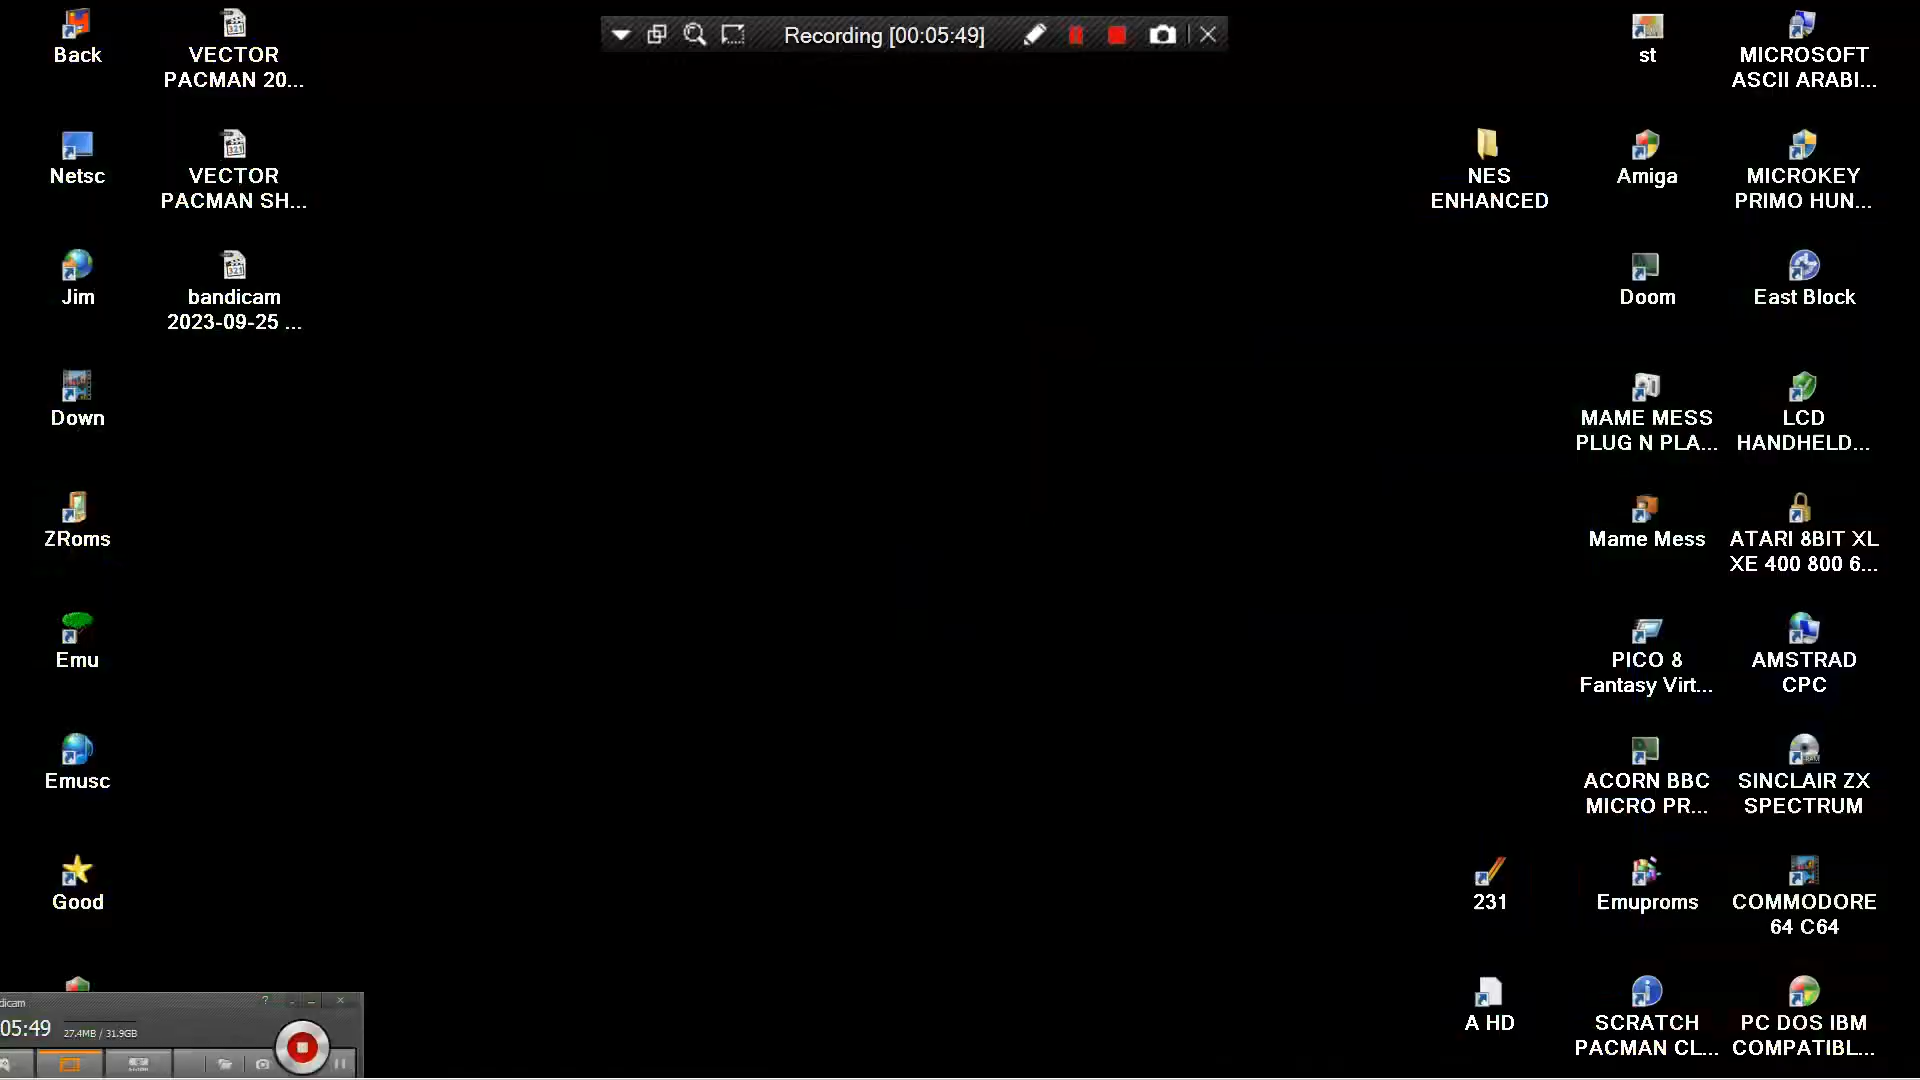 Recording [00:05:49]
Back
Netsc
Jim
Down
ZRoms
Emu
Emusc
Good
VECTOR
PACMAN 20...
VECTOR
PACMAN SH...
bandicam
2023-09-25 ...
NES
ENHANCED
231
A HD
st
Amiga
Doom
MAME MESS
PLUG N PLA...
Mame Mess
PICO 8
Fantasy Virt...
ACORN BBC
MICRO PR...
Emuproms
SCRATCH
PACMAN CL...
MICROSOFT
ASCII ARABI...
MICROKEY
PRIMO HUN...
East Block
LCD
HANDHELD...
ATARI 8BIT XL
XE 400 800 6...
AMSTRAD
CPC
SINCLAIR ZX
SPECTRUM
COMMODORE
64 C64
PC DOS IBM
COMPATIBL...
dicam
05:49
27.4MB / 31.9GB